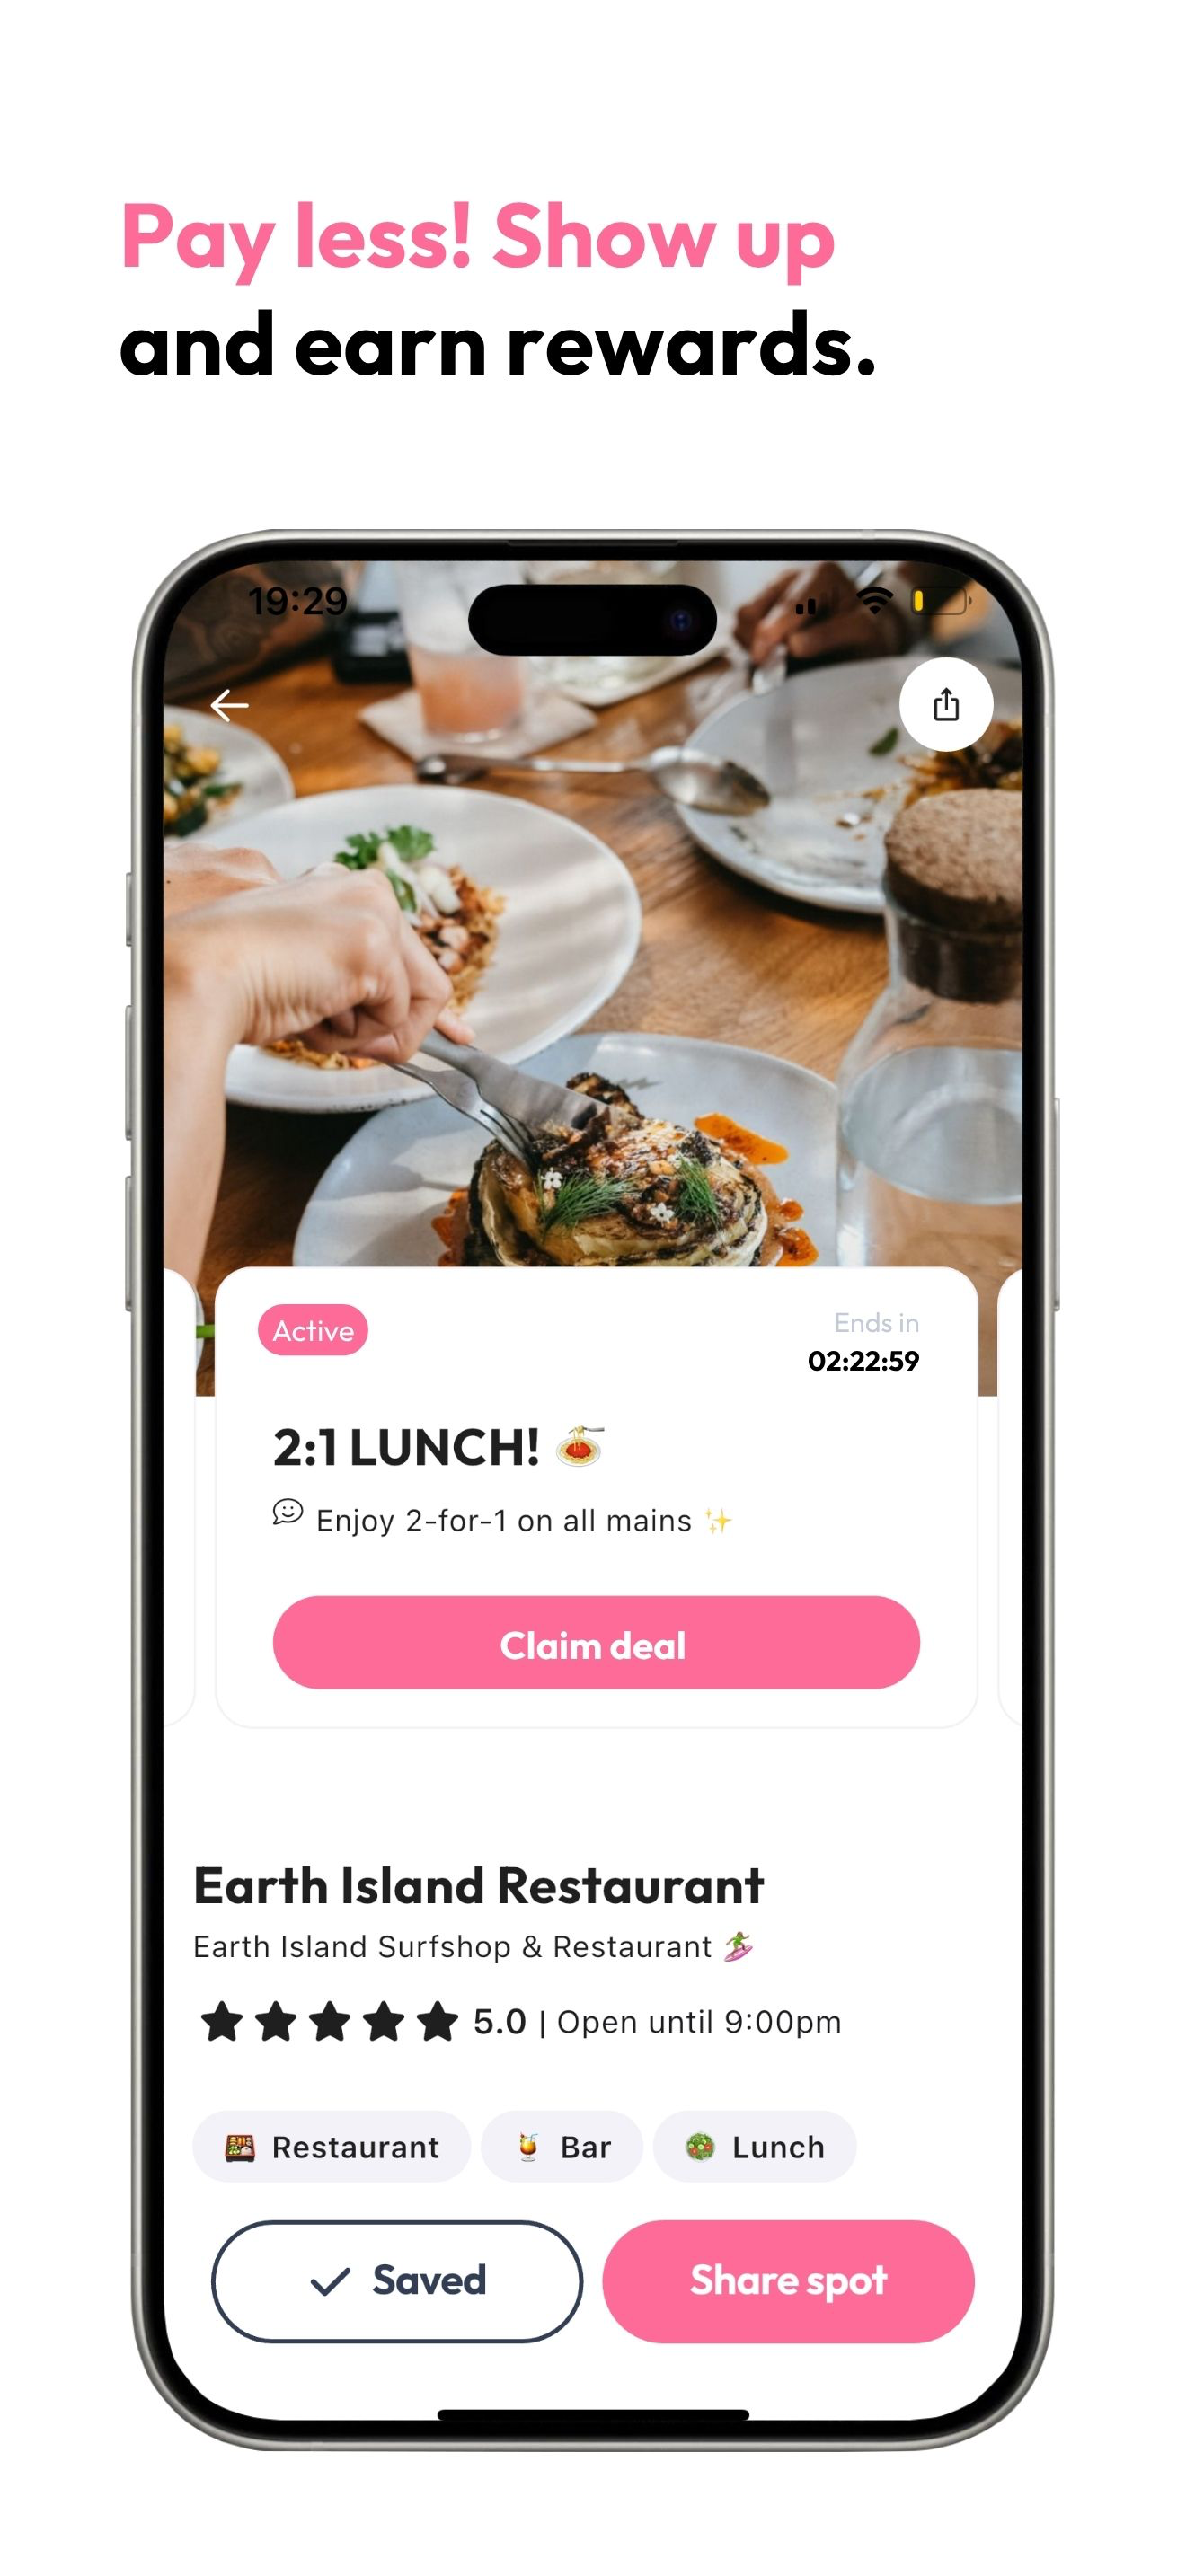 Pay less! Show up
and earn rewards.
19:29
Active
Ends in
02:22:59
2:1 LUNCH! 🍝
Enjoy 2-for-1 on all mains ✨
Claim deal
Earth Island Restaurant
Earth Island Surfshop & Restaurant 🏄‍♀️
5.0 | Open until 9:00pm
🍱 Restaurant
🍹 Bar
🥗 Lunch
Saved
Share spot